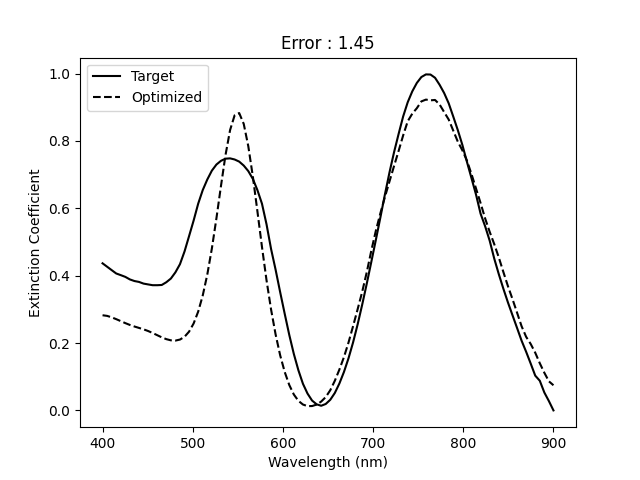 Error : 1.45
Target
Optimized
Extinction Coefficient
1.0
0.8
0.6
0.4
0.2
0.0
400 500 600 700 800 900
Wavelength (nm)